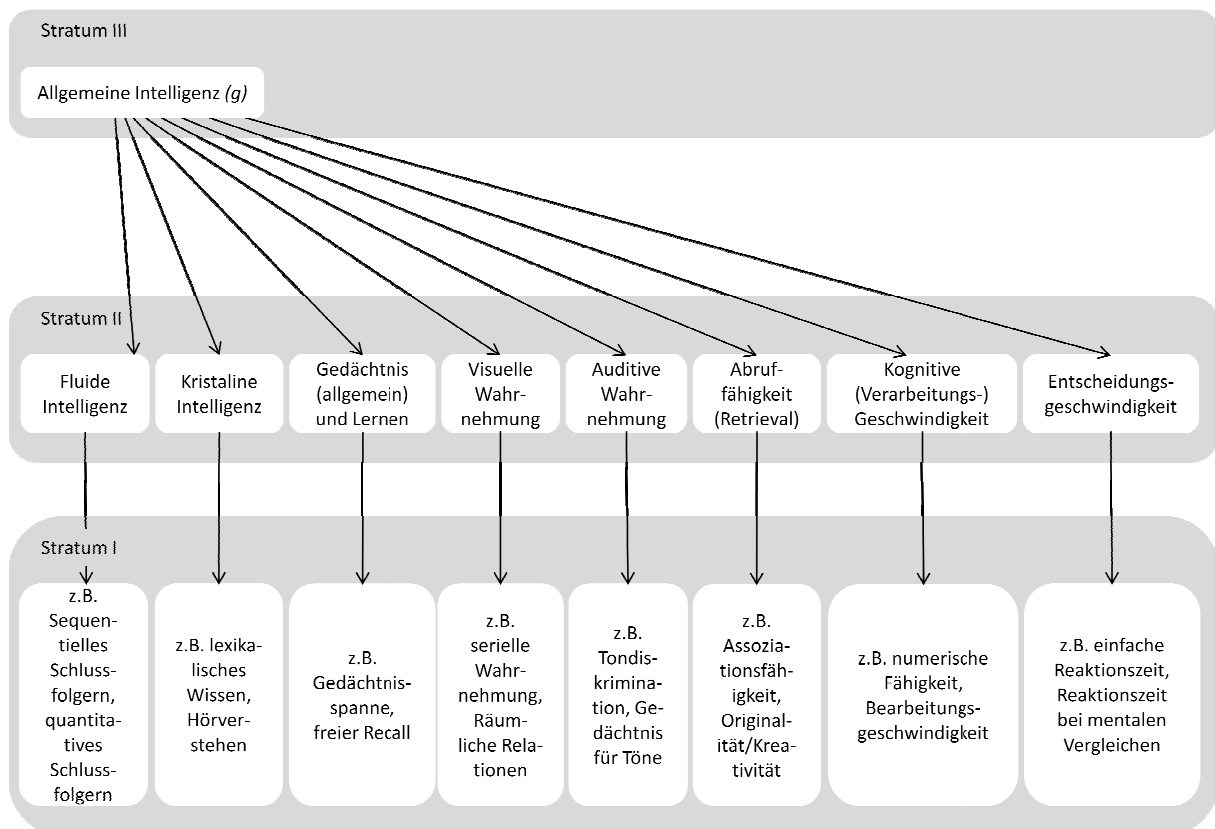 Stratum III
Allgemeine Intelligenz (g)
Stratum II
Fluide
Intelligenz
Kristaline
Intelligenz
Gedächtnis
(allgemein)
und Lernen
Visuelle
Wahr-
nehmung
Auditive
Wahr-
nehmung
Abruf-
fähigkeit
(Retrieval)
Kognitive
(Verarbeitungs-)
Geschwindigkeit
Entscheidungs-
geschwindigkeit
Stratum I
z.B.
Sequen-
tielles
Schluss-
folgern,
quantita-
tives
Schluss-
folgern
z.B. lexika-
lisches
Wissen,
Hörver-
stehen
z.B.
Gedächtnis-
spanne,
freier Recall
z.B.
serielle
Wahr-
nehmung,
Räum-
liche Rela-
tionen
z.B.
Tondis-
krimina-
tion, Ge-
dächtnis
für Töne
z.B.
Assozia-
tionsfäh-
igkeit,
Original-
ität/Krea-
tivität
z.B. numerische
Fähigkeit,
Bearbeitungs-
geschwindigkeit
z.B. einfache
Reaktionszeit,
Reaktionszeit
bei mentalen
Vergleichen